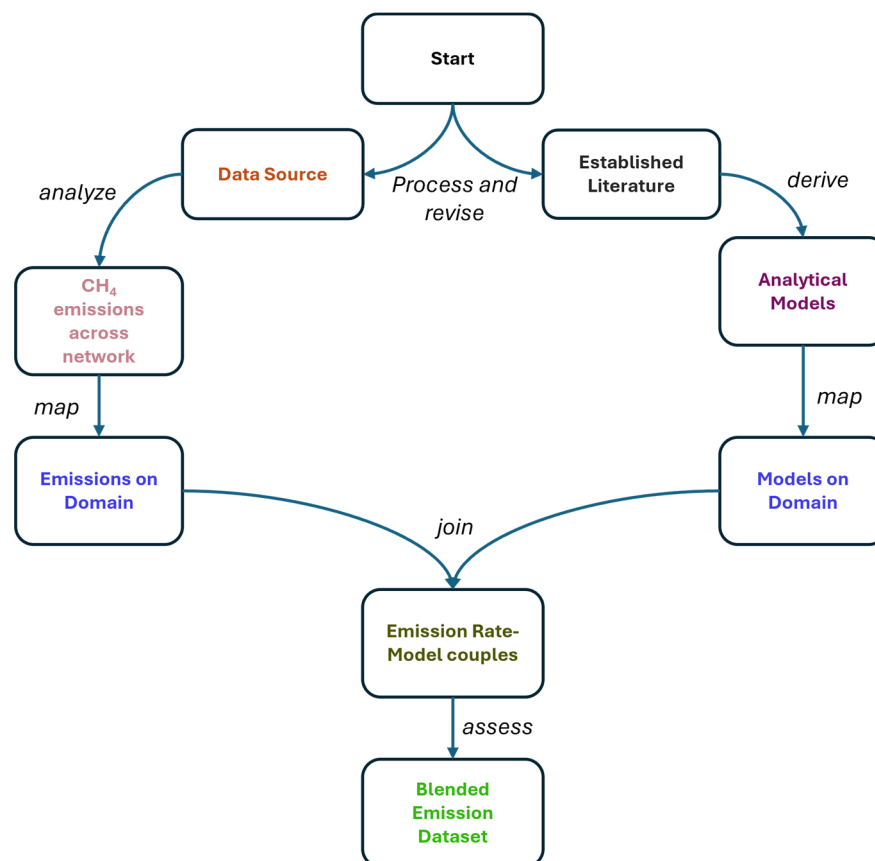 Start
Data Source
Process and
revise
Established
Literature
analyze
derive
CH₄
emissions
across
network
Analytical
Models
map
map
Emissions on
Domain
Models on
Domain
join
Emission Rate-
Model couples
assess
Blended
Emission
Dataset